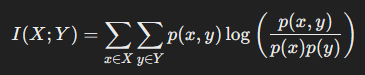 I(X;Y) = ∑_{x∈X} ∑_{y∈Y} p(x,y) log ( p(x,y) / p(x)p(y) )